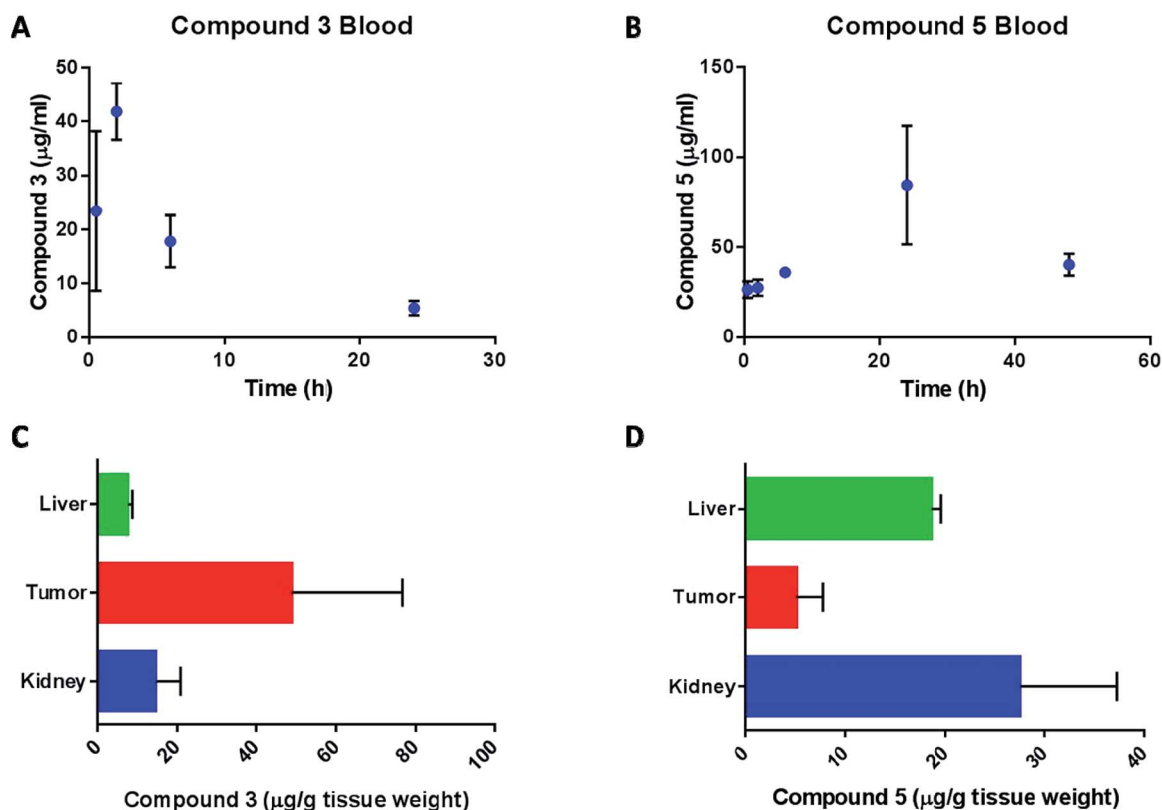 A
Compound 3 Blood
Compound 3 (μg/ml)
50
40
30
20
10
0
0 10 20 30
Time (h)
B
Compound 5 Blood
Compound 5 (μg/ml)
150
100
50
0
0 20 40 60
Time (h)
C
Liver
Tumor
Kidney
0 20 40 60 80 100
Compound 3 (μg/g tissue weight)
D
Liver
Tumor
Kidney
0 10 20 30 40
Compound 5 (μg/g tissue weight)